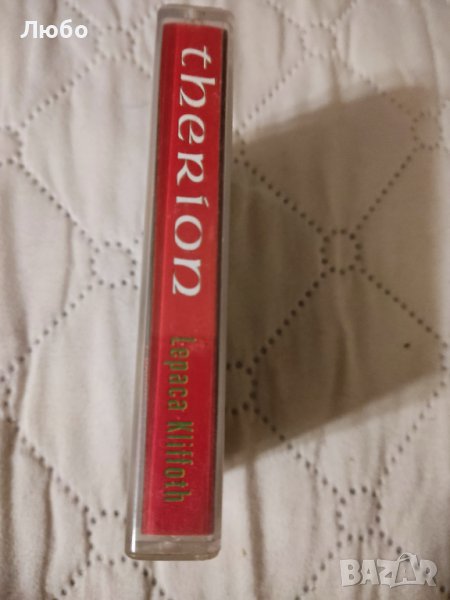 Любо
therion
Lepaca Kliffoth
BAZAR